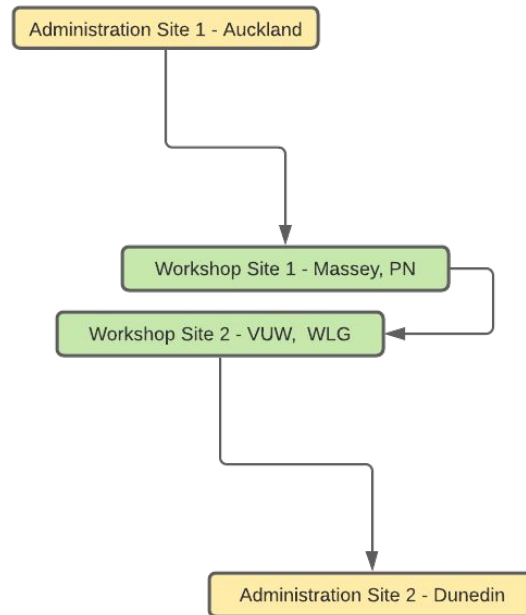 Administration Site 1 - Auckland
Workshop Site 1 - Massey, PN
Workshop Site 2 - VUW, WLG
Administration Site 2 - Dunedin